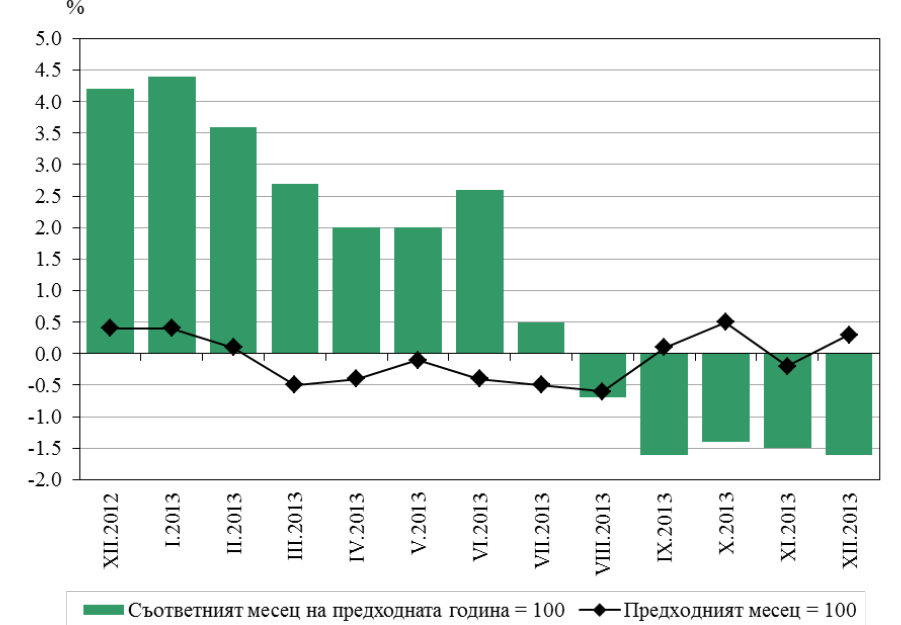 %
5.0
4.5
4.0
3.5
3.0
2.5
2.0
1.5
1.0
0.5
0.0
-0.5
-1.0
-1.5
-2.0
XII.2012
I.2013
II.2013
III.2013
IV.2013
V.2013
VI.2013
VII.2013
VIII.2013
IX.2013
X.2013
XI.2013
XII.2013
Съответният месец на предходната година = 100 Предходният месец = 100